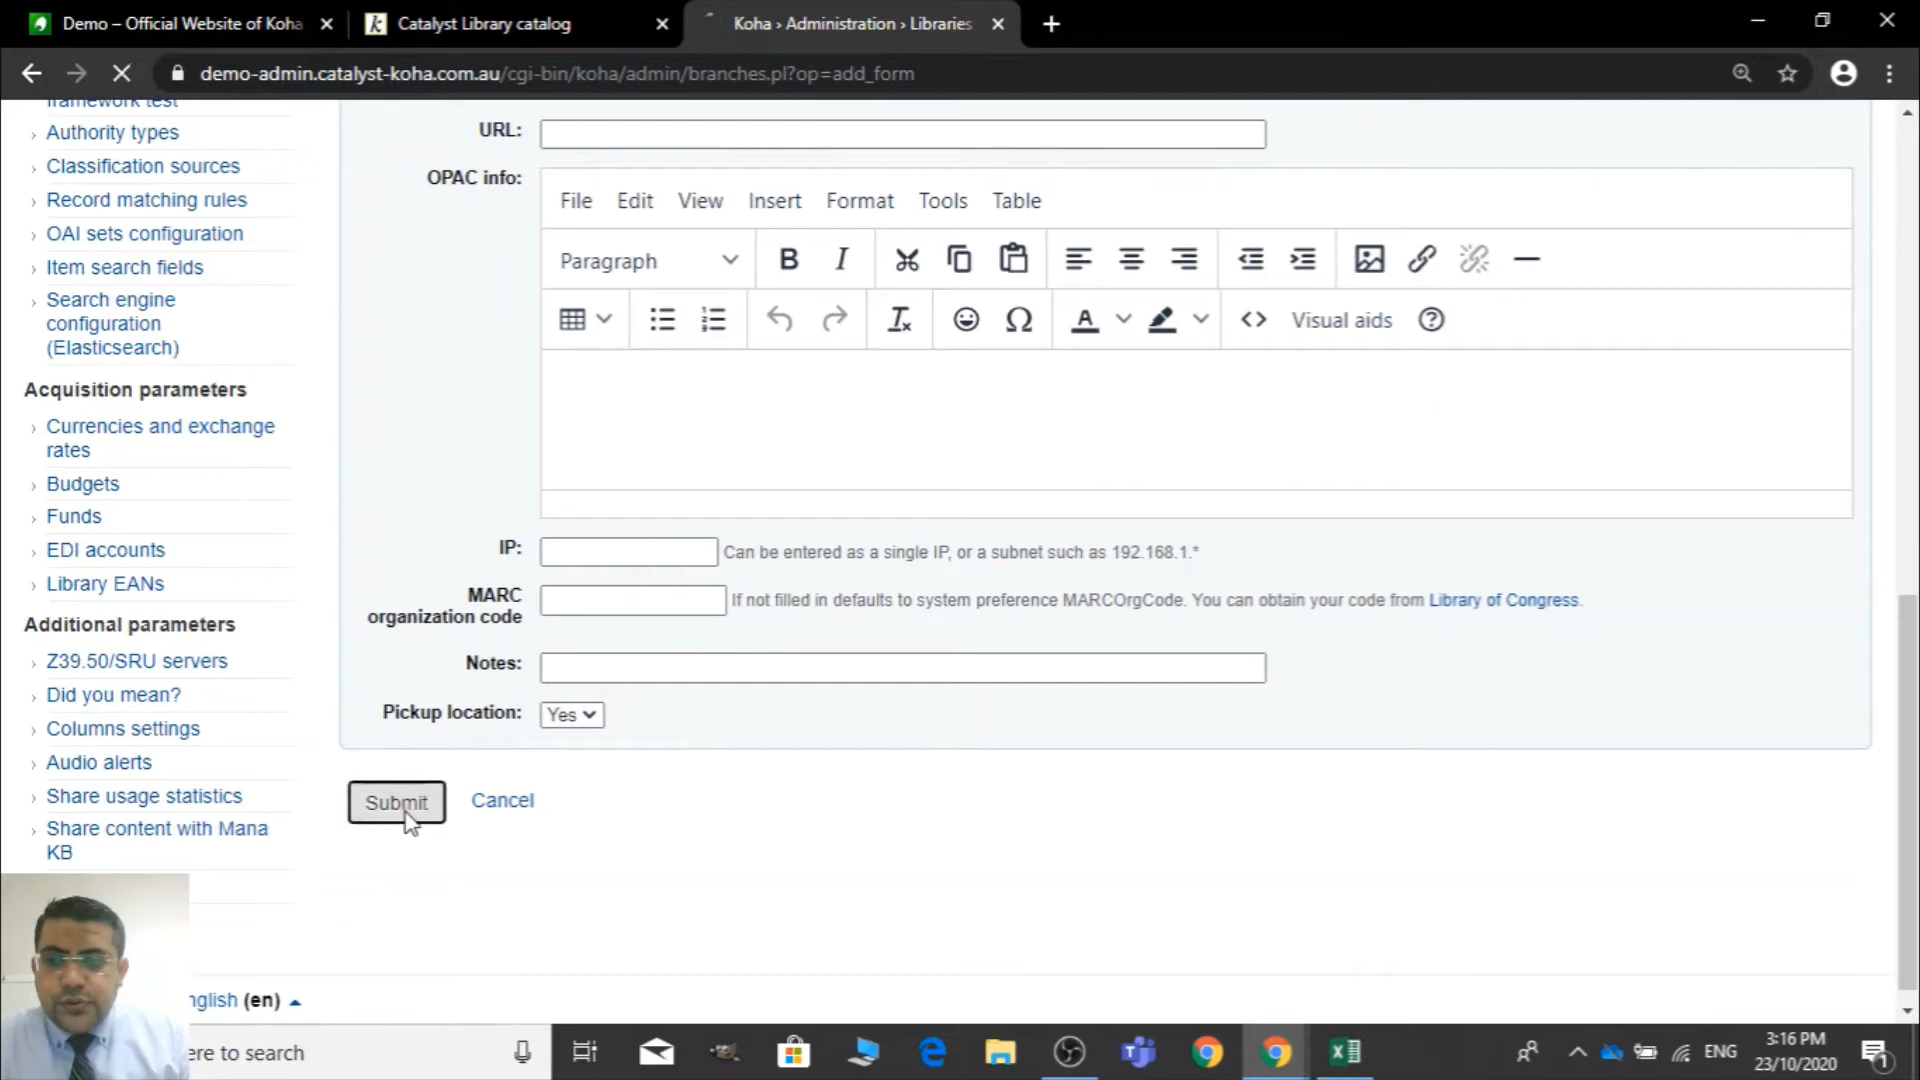 Demo – Official Website of Koha
Catalyst Library catalog
Koha › Administration › Libraries
demo-admin.catalyst-koha.com.au/cgi-bin/koha/admin/branches.pl?op=add_form
framework test
Authority types
Classification sources
Record matching rules
OAI sets configuration
Item search fields
Search engine
configuration
(Elasticsearch)
Acquisition parameters
Currencies and exchange
rates
Budgets
Funds
EDI accounts
Library EANs
Additional parameters
Z39.50/SRU servers
Did you mean?
Columns settings
Audio alerts
Share usage statistics
Share content with Mana
KB
URL:
OPAC info:
File Edit View Insert Format Tools Table
Paragraph B I
Visual aids
IP: Can be entered as a single IP, or a subnet such as 192.168.1.*
MARC
organization code
If not filled in defaults to system preference MARCOrgCode. You can obtain your code from Library of Congress.
Notes:
Pickup location: Yes
Submit Cancel
nglish (en)
ere to search
ENG
3:16 PM
23/10/2020
1